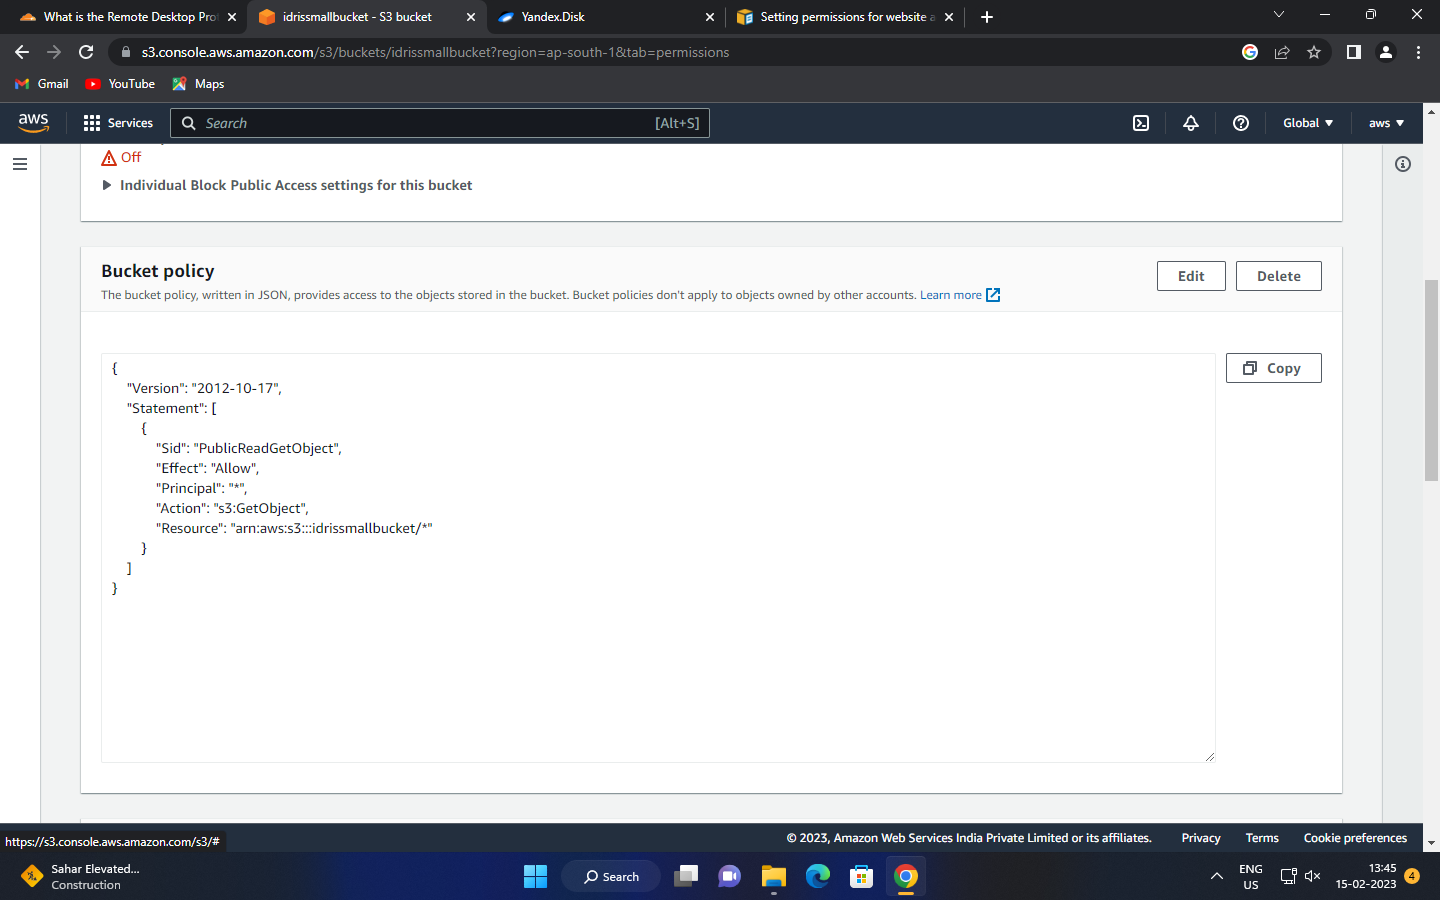 What is the Remote Desktop Pro
idrissmallbucket - S3 bucket
Yandex.Disk
Setting permissions for website a
s3.console.aws.amazon.com/s3/buckets/idrissmallbucket?region=ap-south-1&tab=permissions
Gmail
YouTube
Maps
aws
Services
Search
[Alt+S]
Global
aws
Off
Individual Block Public Access settings for this bucket
Bucket policy
Edit
Delete
The bucket policy, written in JSON, provides access to the objects stored in the bucket. Bucket policies don't apply to objects owned by other accounts. Learn more
Copy
{
"Version": "2012-10-17",
"Statement": [
{
"Sid": "PublicReadGetObject",
"Effect": "Allow",
"Principal": "*",
"Action": "s3:GetObject",
"Resource": "arn:aws:s3:::idrissmallbucket/*"
}
]
}
https://s3.console.aws.amazon.com/s3/#
© 2023, Amazon Web Services India Private Limited or its affiliates.
Privacy
Terms
Cookie preferences
Sahar Elevated...
Construction
Search
ENG
US
13:45
15-02-2023
4